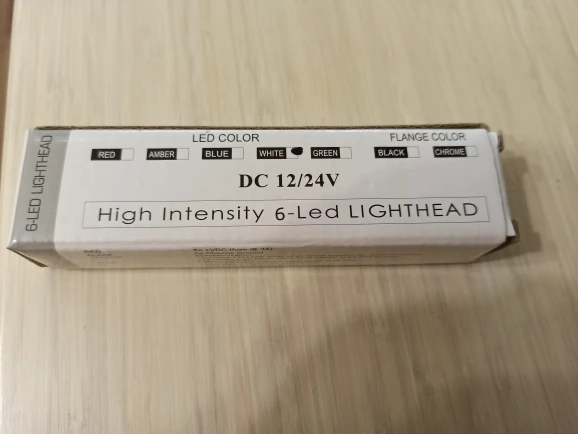 6-LED LIGHTHEAD
LED COLOR FLANGE COLOR
RED AMBER BLUE WHITE GREEN BLACK CHROME
DC 12/24V
High Intensity 6-Led LIGHTHEAD